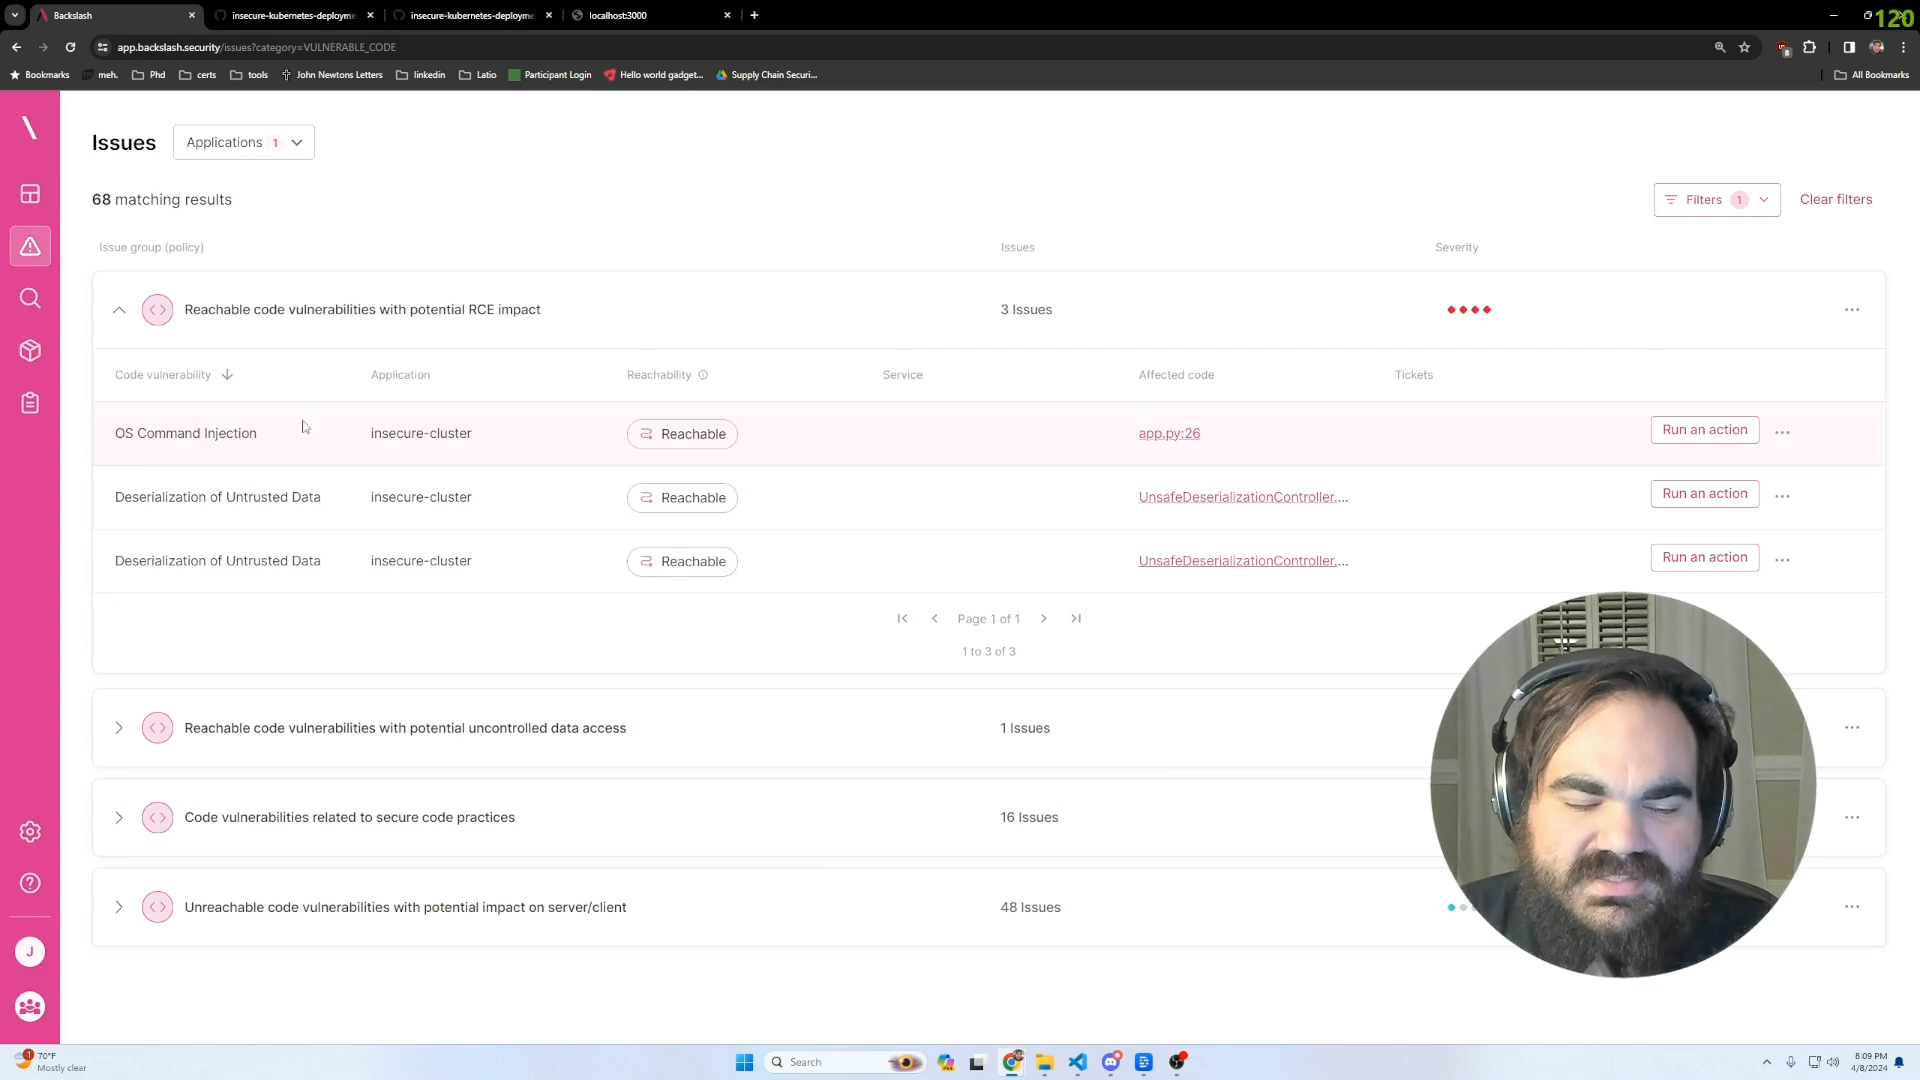 Backslash
insecure-kubernetes-deployme
insecure-kubernetes-deployme
localhost:3000
120
app.backslash.security/issues?category=VULNERABLE_CODE
Bookmarks
meh.
Phd
certs
tools
John Newtons Letters
linkedin
Latio
Participant Login
Hello world gadget...
Supply Chain Securi...
All Bookmarks
Issues
Applications 1
68 matching results
Filters 1
Clear filters
Issue group (policy)
Issues
Severity
Reachable code vulnerabilities with potential RCE impact
3 Issues
Code vulnerability
Application
Reachability
Service
Affected code
Tickets
OS Command Injection
insecure-cluster
Reachable
app.py:26
Run an action
Deserialization of Untrusted Data
insecure-cluster
Reachable
UnsafeDeserializationController....
Run an action
Deserialization of Untrusted Data
insecure-cluster
Reachable
UnsafeDeserializationController....
Run an action
Page 1 of 1
1 to 3 of 3
Reachable code vulnerabilities with potential uncontrolled data access
1 Issues
Code vulnerabilities related to secure code practices
16 Issues
Unreachable code vulnerabilities with potential impact on server/client
48 Issues
J
1
70°F
Mostly clear
Search
8:09 PM
4/8/2024